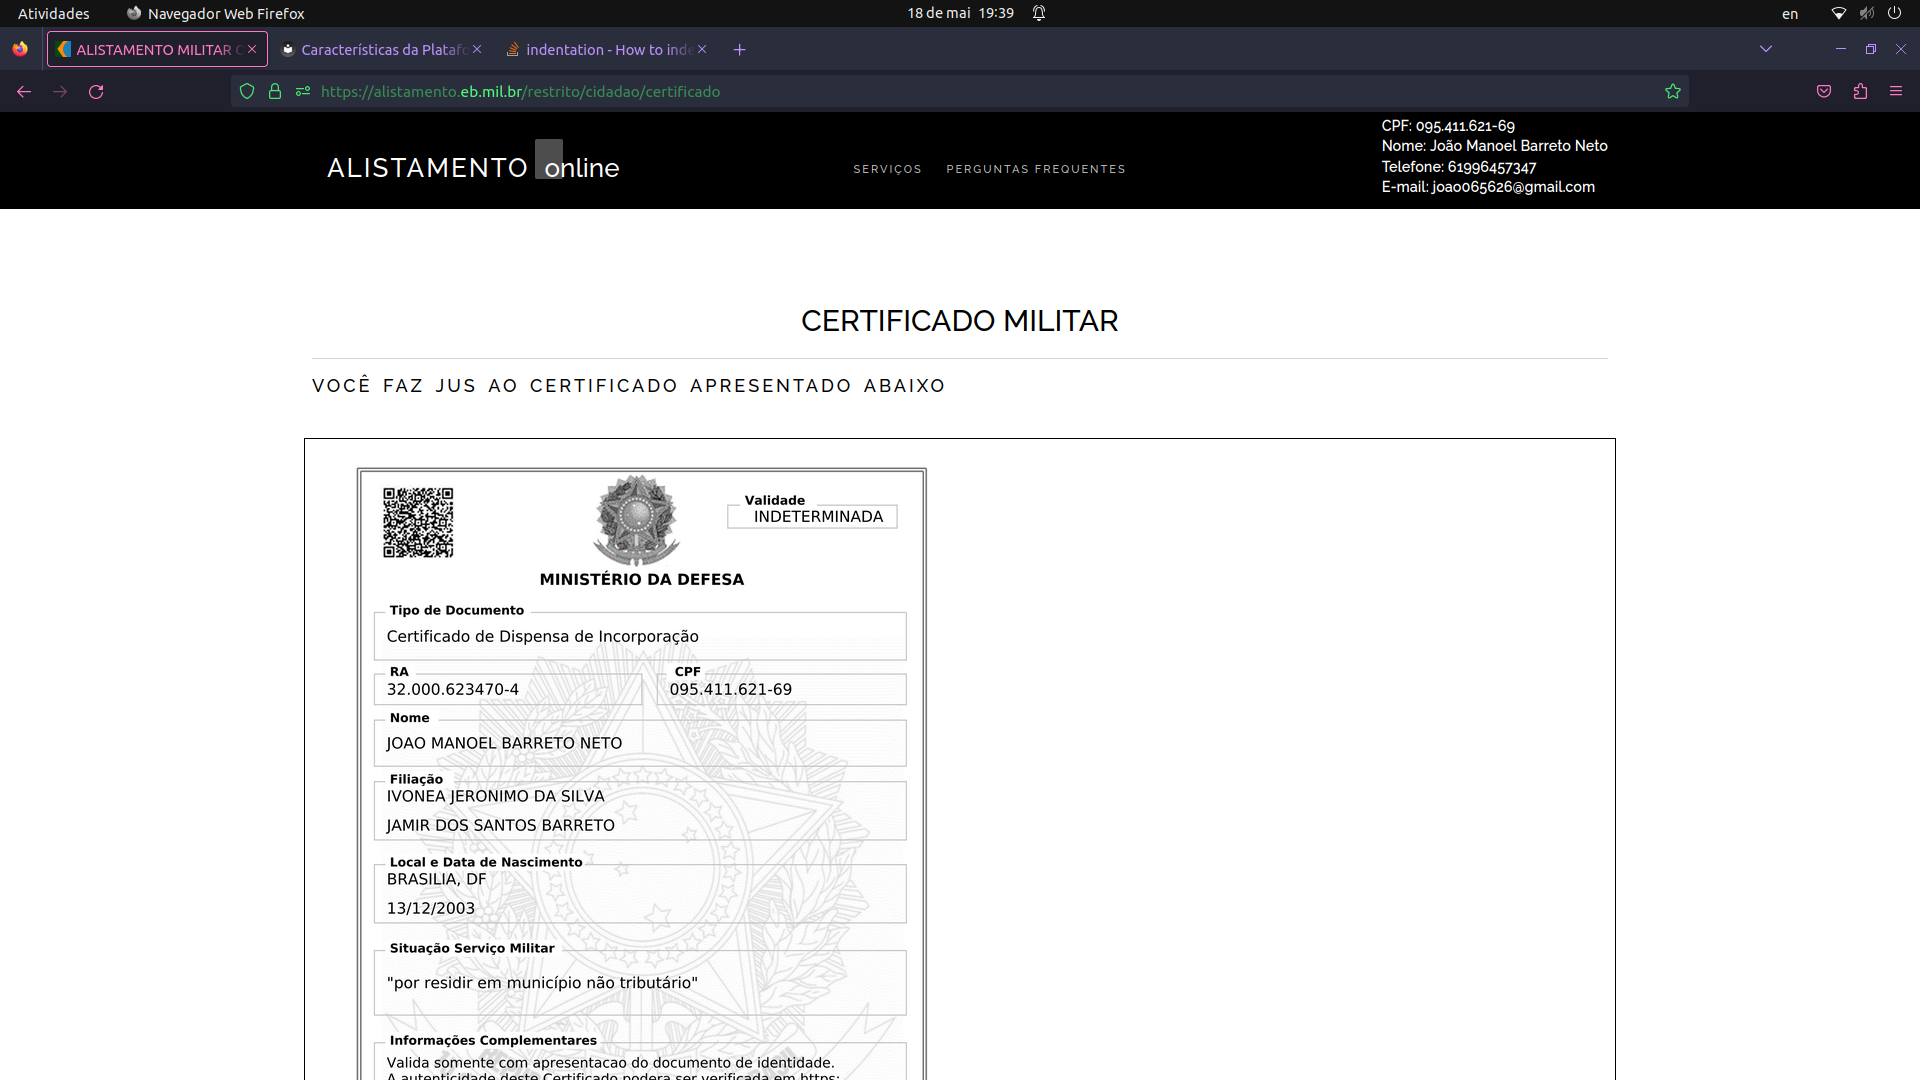 Atividades
Navegador Web Firefox
18 de mai 19:39
en
ALISTAMENTO MILITAR
Características da Plataf
indentation - How to inde
https://alistamento.eb.mil.br/restrito/cidadao/certificado
ALISTAMENTO online
SERVIÇOS
PERGUNTAS FREQUENTES
CPF: 095.411.621-69
Nome: João Manoel Barreto Neto
Telefone: 61996457347
E-mail: joao065626@gmail.com
CERTIFICADO MILITAR
VOCÊ FAZ JUS AO CERTIFICADO APRESENTADO ABAIXO
Validade
INDETERMINADA
MINISTÉRIO DA DEFESA
Tipo de Documento
Certificado de Dispensa de Incorporação
RA
32.000.623470-4
CPF
095.411.621-69
Nome
JOAO MANOEL BARRETO NETO
Filiação
IVONEA JERONIMO DA SILVA
JAMIR DOS SANTOS BARRETO
Local e Data de Nascimento
BRASILIA, DF
13/12/2003
Situação Serviço Militar
"por residir em município não tributário"
Informações Complementares
Valida somente com apresentacao do documento de identidade.
A autenticidade deste Certificado podera ser verificada em https: